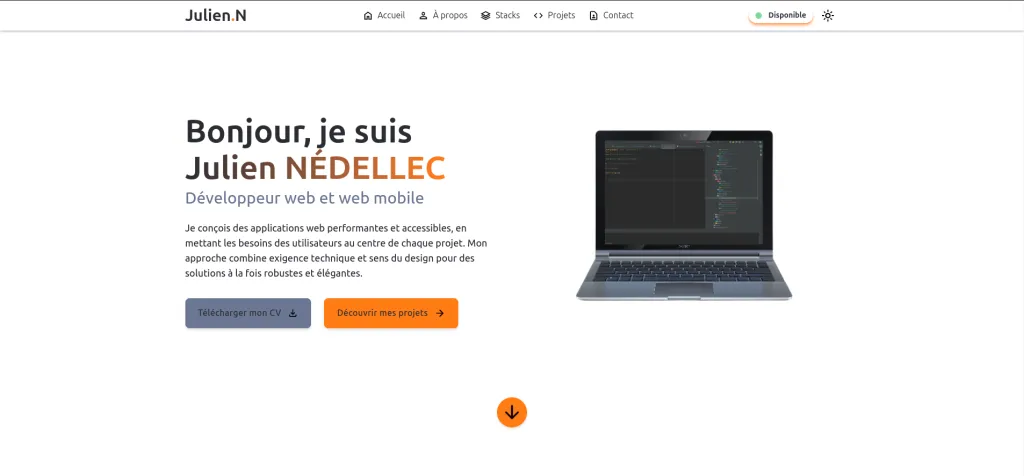 Julien.N
Accueil
À propos
Stacks
Projets
Contact
Disponible
Bonjour, je suis
Julien NÉDELLEC
Développeur web et web mobile
Je conçois des applications web performantes et accessibles, en
mettant les besoins des utilisateurs au centre de chaque projet. Mon
approche combine exigence technique et sens du design pour des
solutions à la fois robustes et élégantes.
Télécharger mon CV
Découvrir mes projets